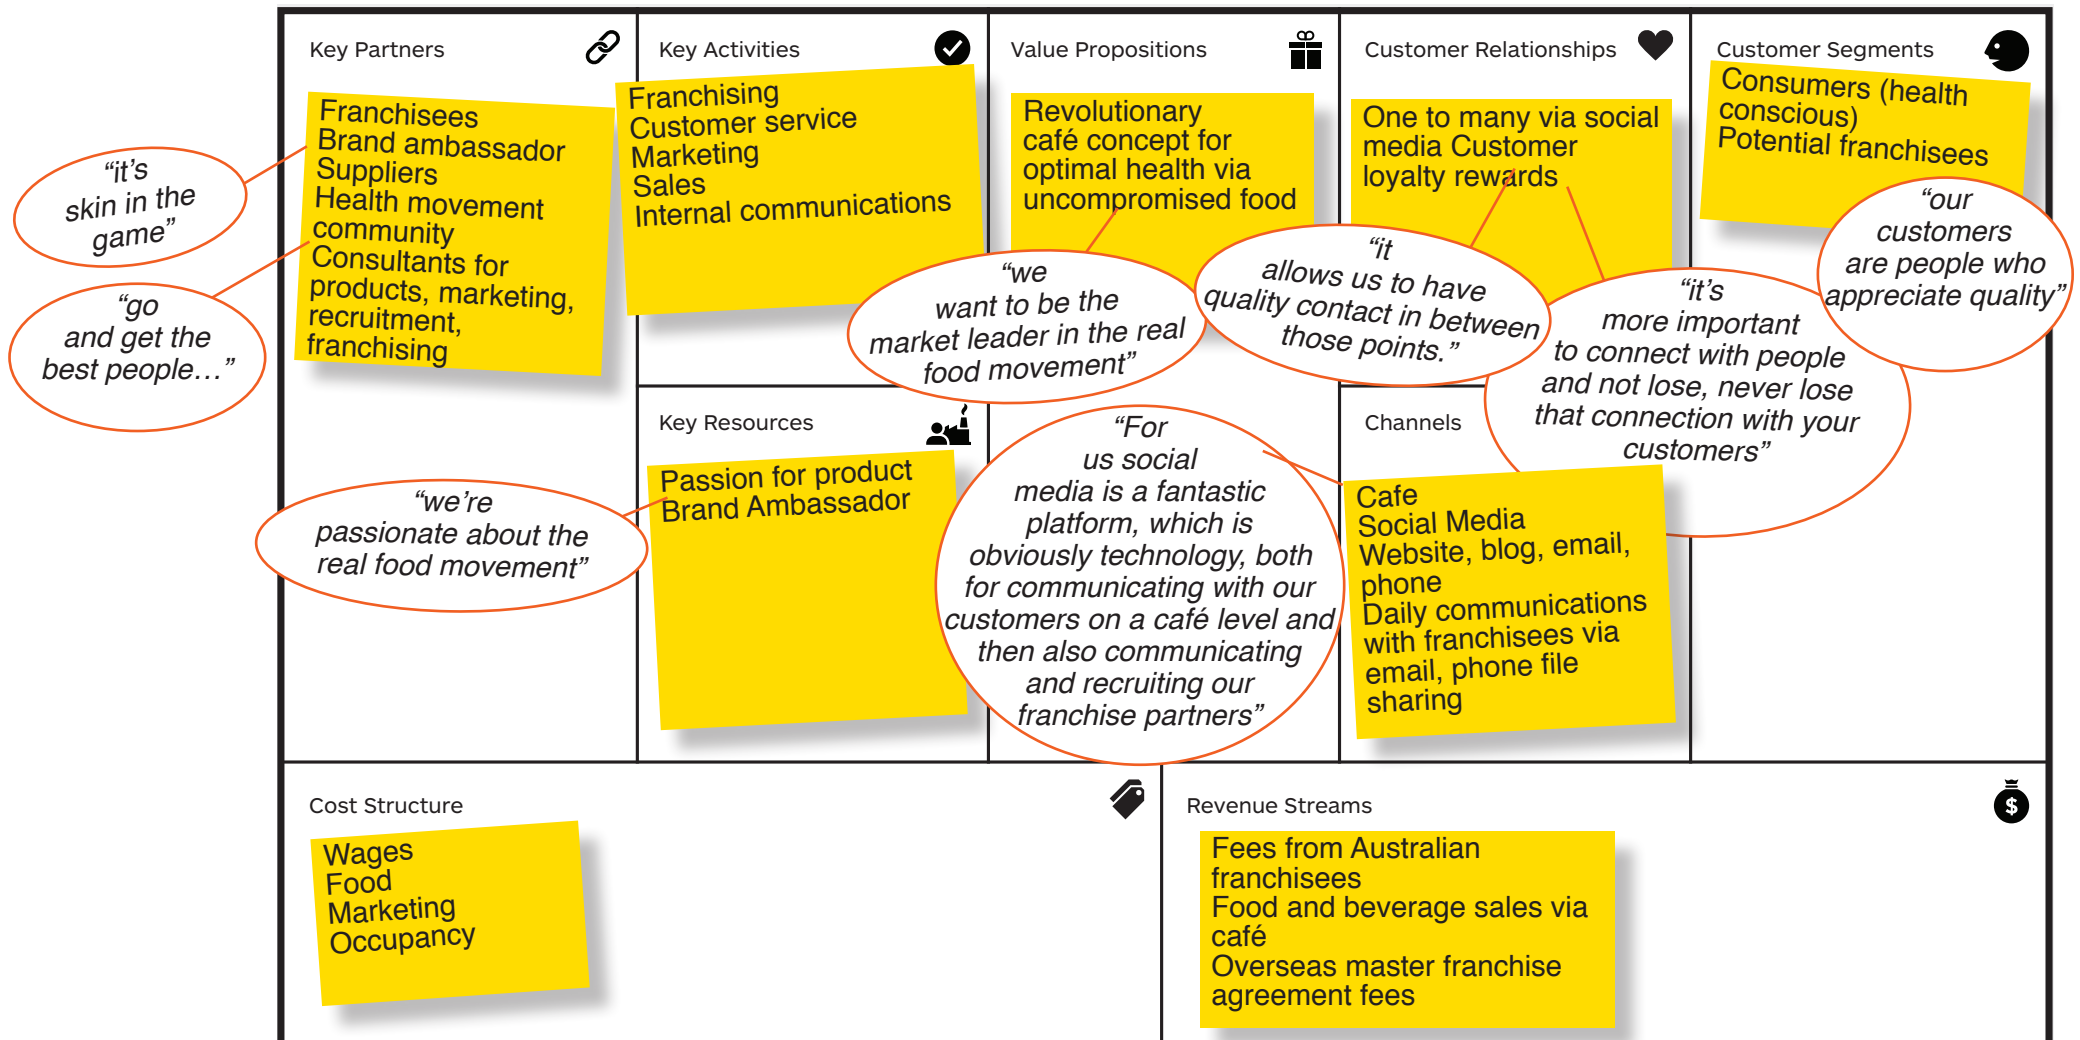 Key Partners
Franchisees
Brand ambassador
Suppliers
Health movement
community
Consultants for
products, marketing,
recruitment,
franchising
“it’s
skin in the
game”
“go
and get the
best people…”
Key Activities
Franchising
Customer service
Marketing
Sales
Internal communications
Key Resources
Passion for product
Brand Ambassador
“we’re
passionate about the
real food movement”
Value Propositions
Revolutionary
café concept for
optimal health via
uncompromised food
“we
want to be the
market leader in the real
food movement”
Customer Relationships
One to many via social
media Customer
loyalty rewards
“it
allows us to have
quality contact in between
those points.”
“it’s
more important
to connect with people
and not lose, never lose
that connection with your
customers”
Channels
Cafe
Social Media
Website, blog, email,
phone
Daily communications
with franchisees via
email, phone file
sharing
“For
us social
media is a fantastic
platform, which is
obviously technology, both
for communicating with our
customers on a café level and
then also communicating
and recruiting our
franchise partners”
Customer Segments
Consumers (health
conscious)
Potential franchisees
“our
customers
are people who
appreciate quality”
Cost Structure
Wages
Food
Marketing
Occupancy
Revenue Streams
$
Fees from Australian
franchisees
Food and beverage sales via
café
Overseas master franchise
agreement fees